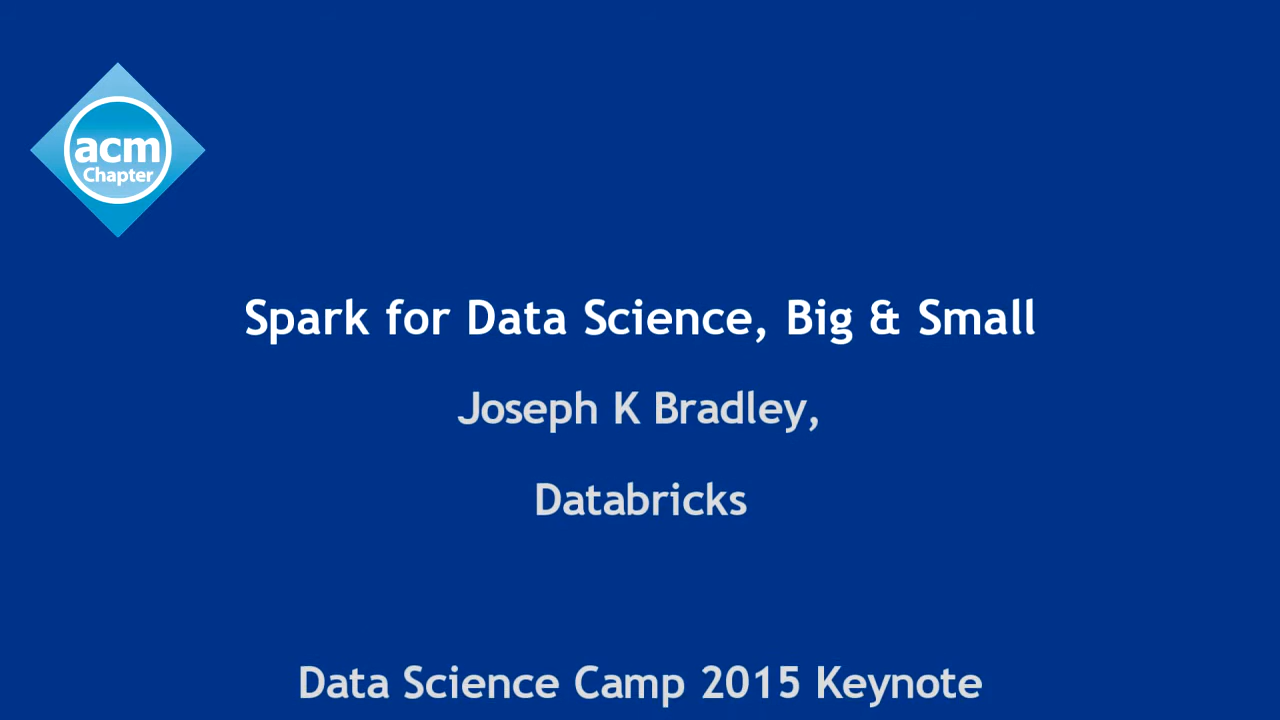 acm
Chapter
Spark for Data Science, Big & Small
Joseph K Bradley,
Databricks
Data Science Camp 2015 Keynote